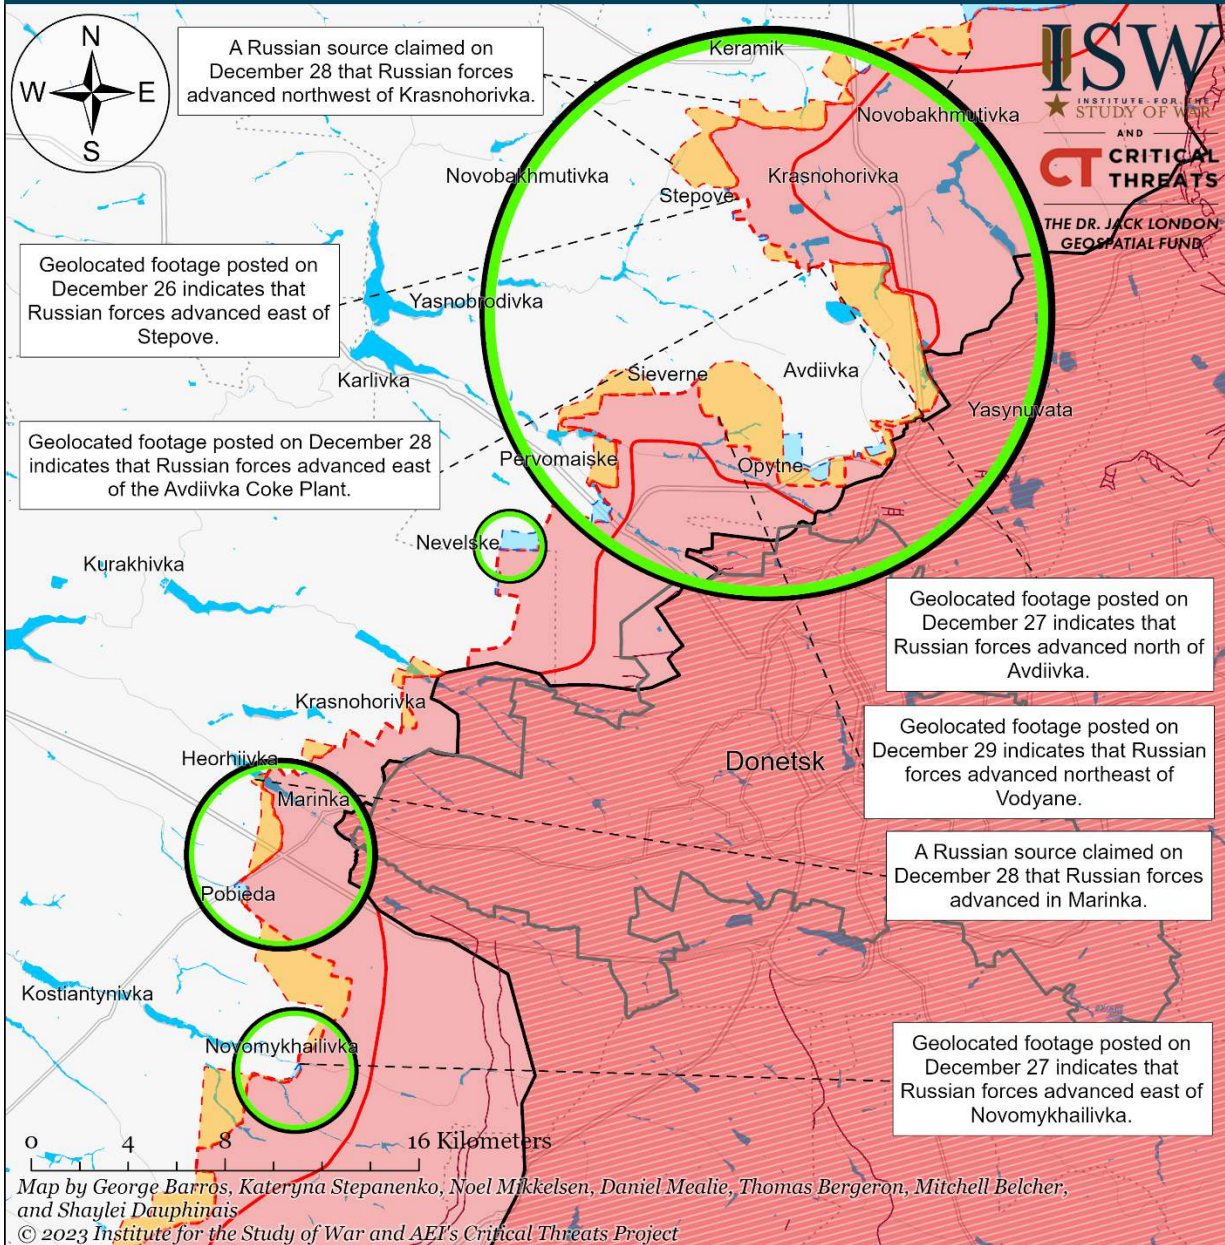 N
W
E
S
A Russian source claimed on
December 28 that Russian forces
advanced northwest of Krasnohorivka.
Keramik
ISW
INSTITUTE FOR THE
STUDY OF WAR
AND
CT CRITICAL
THREATS
THE DR. JACK LONDON
GEOSPATIAL FUND
Novobakhmutivka
Novobakhmutivka
Krasnohorivka
Stepove
Geolocated footage posted on
December 26 indicates that
Russian forces advanced east of
Stepove.
Yasnobrodivka
Karlivka
Sieverne
Avdiivka
Yasynuvata
Geolocated footage posted on December 28
indicates that Russian forces advanced east
of the Avdiivka Coke Plant.
Pervomaiske
Opytne
Nevelske
Kurakhivka
Geolocated footage posted on
December 27 indicates that
Russian forces advanced north of
Avdiivka.
Krasnohorivka
Geolocated footage posted on
December 29 indicates that Russian
forces advanced northeast of
Vodyane.
Heorhiivka
Donetsk
Marinka
A Russian source claimed on
December 28 that Russian forces
advanced in Marinka.
Pobieda
Kostiantynivka
Novomykhailivka
Geolocated footage posted on
December 27 indicates that
Russian forces advanced east of
Novomykhailivka.
0 4 8 16 Kilometers
Map by George Barros, Kateryna Stepanenko, Noel Mikkelsen, Daniel Mealie, Thomas Bergeron, Mitchell Belcher,
and Shaylei Dauphinais
© 2023 Institute for the Study of War and AEI's Critical Threats Project